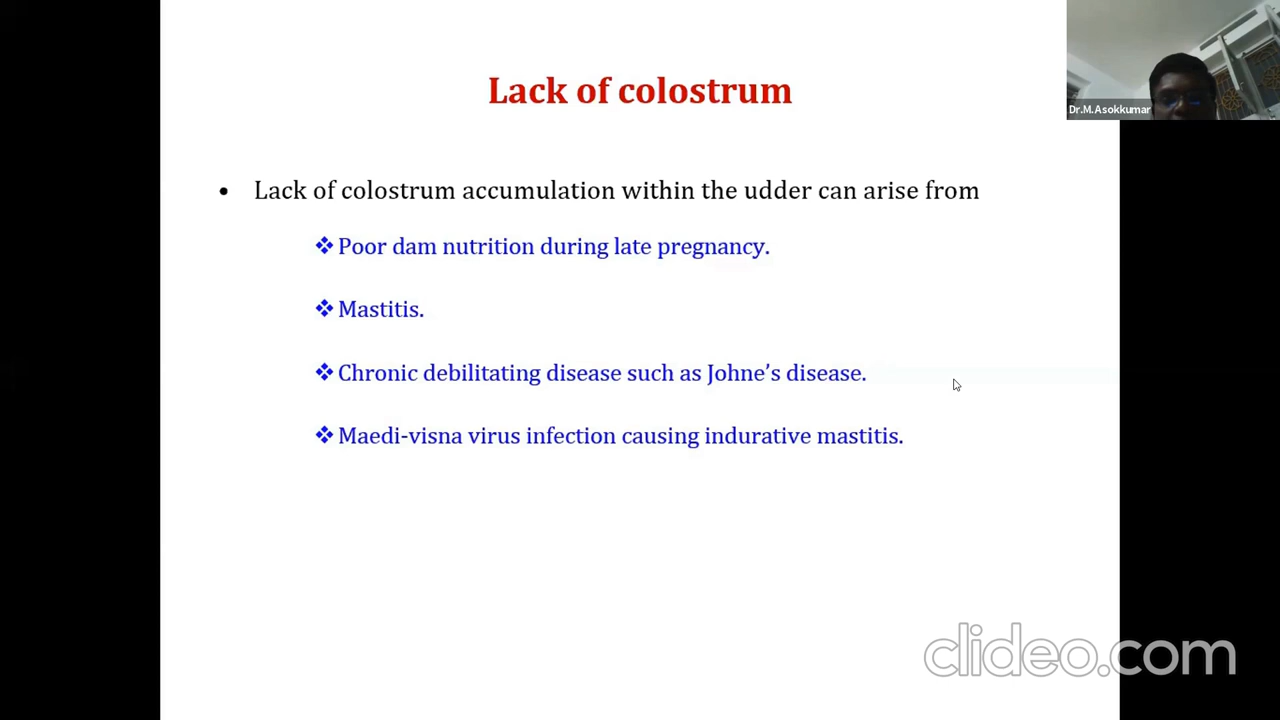 Lack of colostrum
Dr.M.Asokkumar
• Lack of colostrum accumulation within the udder can arise from
❖ Poor dam nutrition during late pregnancy.
❖ Mastitis.
❖ Chronic debilitating disease such as Johne’s disease.
❖ Maedi-visna virus infection causing indurative mastitis.
clideo.com